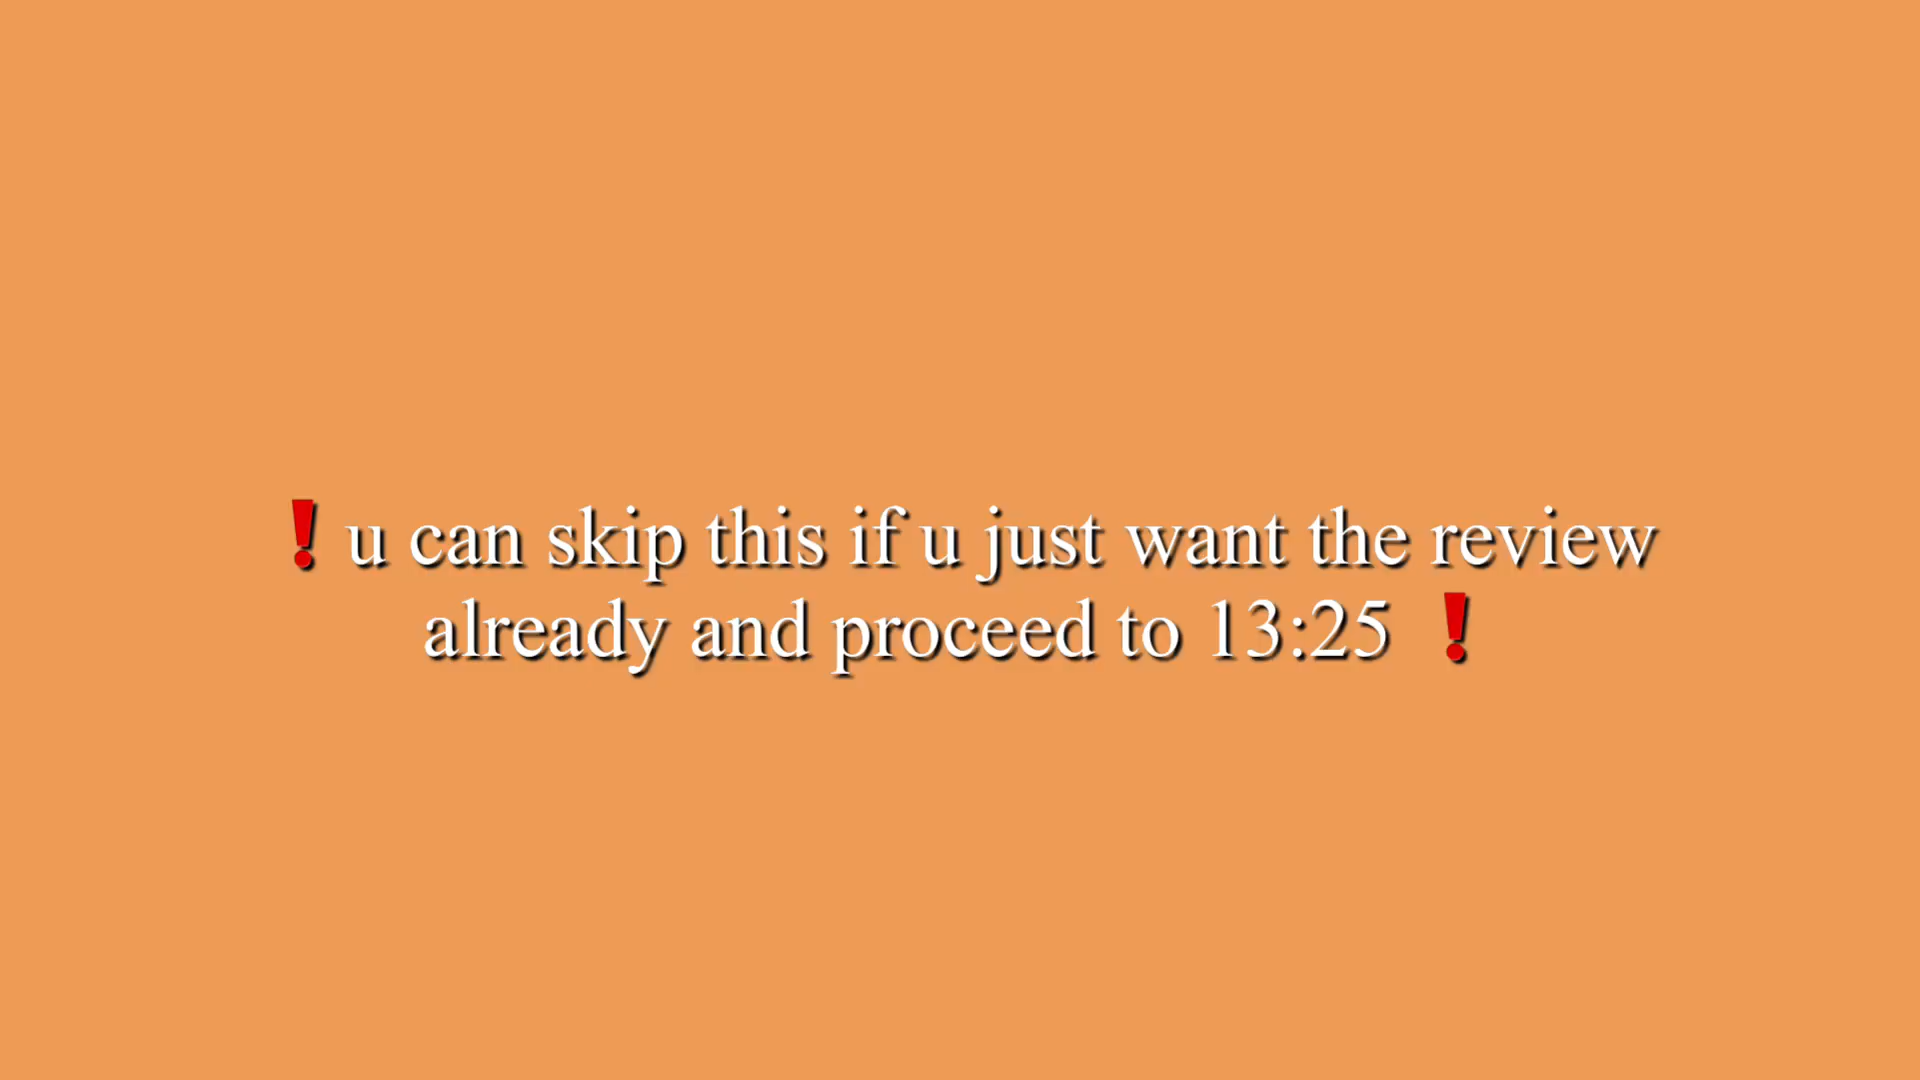 ❗u can skip this if u just want the review
already and proceed to 13:25 ❗